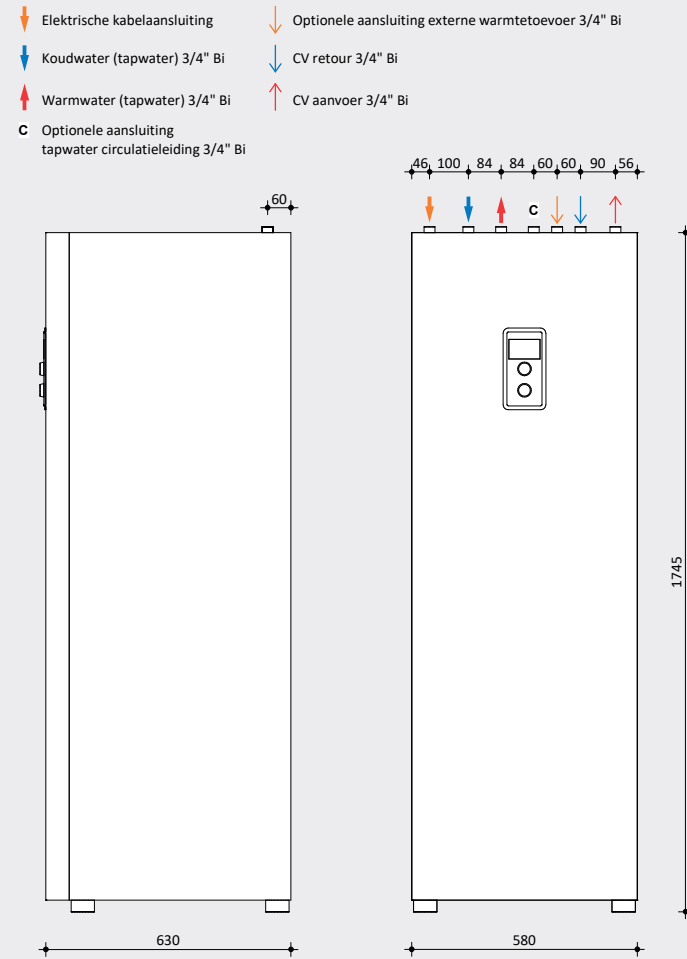 Elektrische kabelaansluiting
Optionele aansluiting externe warmtetoevoer 3/4" Bi
Koudwater (tapwater) 3/4" Bi
CV retour 3/4" Bi
Warmwater (tapwater) 3/4" Bi
CV aanvoer 3/4" Bi
C Optionele aansluiting
tapwater circulatieleiding 3/4" Bi
46 100 84 84 60 60 90 56
60
C
1745
630
580